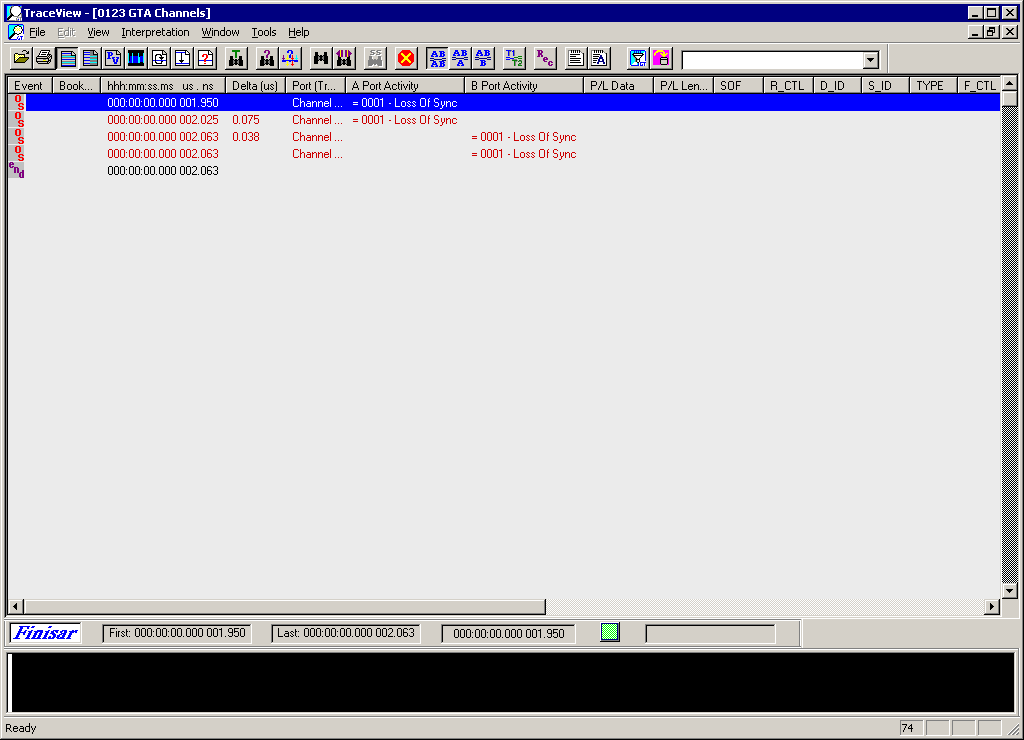 TraceView - [0123 GTA Channels]
File Edit View Interpretation Window Tools Help
Event Book... hhh:mm:ss.ms us . ns Delta (us) Port (Tr... A Port Activity B Port Activity P/L Data P/L Len... SOF R_CTL D_ID S_ID TYPE F_CTL
OS 000:00:00.000 001.950 Channel ... = 0001 - Loss Of Sync
OS 000:00:00.000 002.025 0.075 Channel ... = 0001 - Loss Of Sync
OS 000:00:00.000 002.063 0.038 Channel ... = 0001 - Loss Of Sync
OS 000:00:00.000 002.063 Channel ... = 0001 - Loss Of Sync
end 000:00:00.000 002.063
Finisar First: 000:00:00.000 001.950 Last: 000:00:00.000 002.063 000:00:00.000 001.950
Ready 74